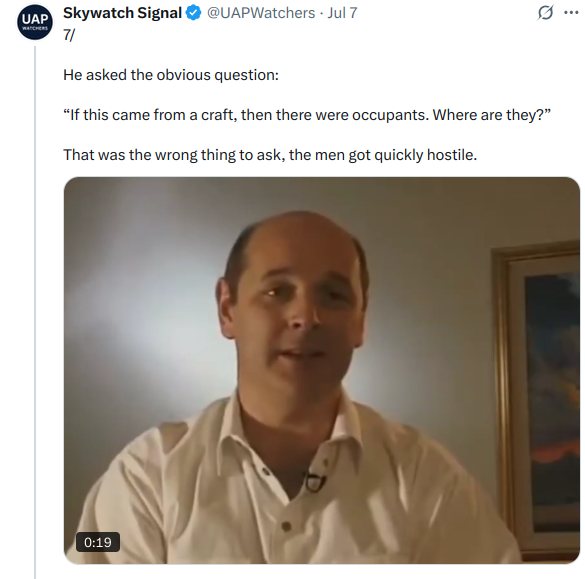 UAP
WATCHERS
Skywatch Signal @UAPWatchers · Jul 7
7/
He asked the obvious question:
“If this came from a craft, then there were occupants. Where are they?”
That was the wrong thing to ask, the men got quickly hostile.
0:19